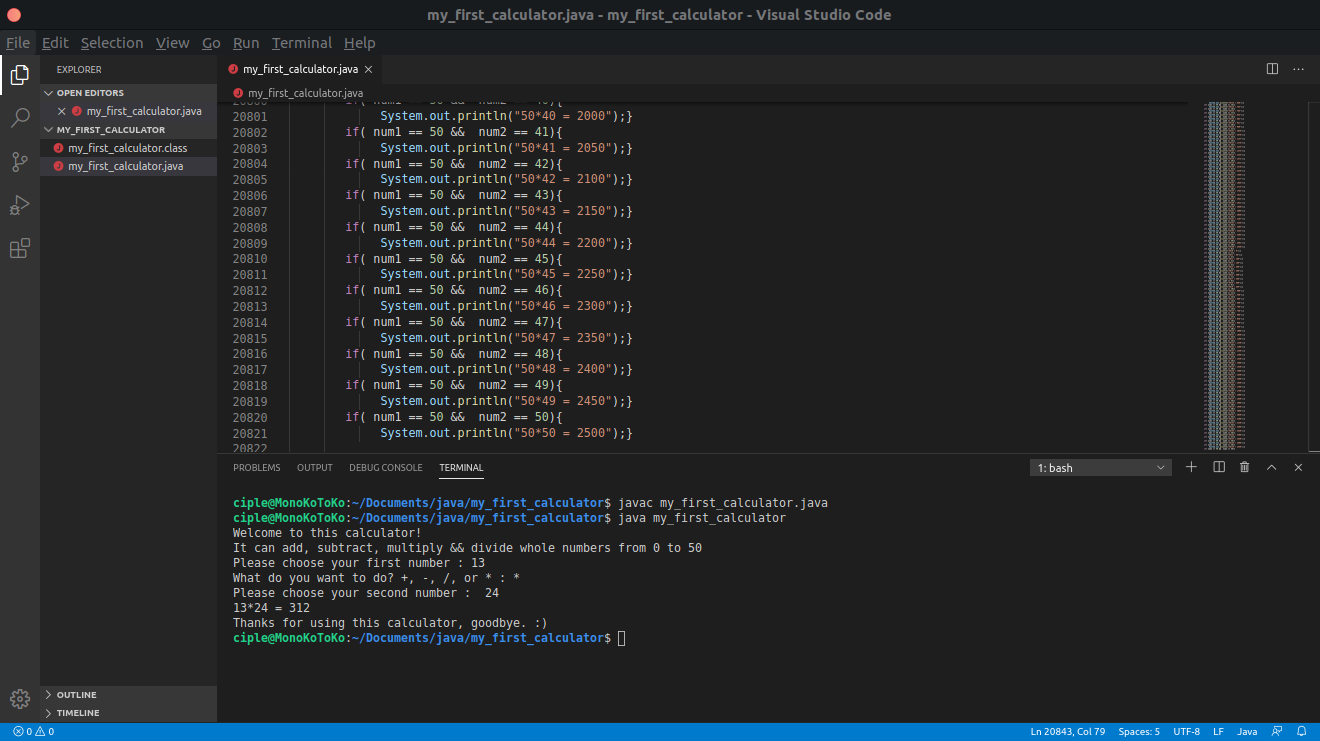 my_first_calculator.java - my_first_calculator - Visual Studio Code
File Edit Selection View Go Run Terminal Help
EXPLORER
my_first_calculator.java
OPEN EDITORS
my_first_calculator.java
MY_FIRST_CALCULATOR
my_first_calculator.class
my_first_calculator.java
OUTLINE
TIMELINE
my_first_calculator.java
20800 if( num1 == 50 &&  num2 == 40){
20801 System.out.println("50*40 = 2000");}
20802 if( num1 == 50 &&  num2 == 41){
20803 System.out.println("50*41 = 2050");}
20804 if( num1 == 50 &&  num2 == 42){
20805 System.out.println("50*42 = 2100");}
20806 if( num1 == 50 &&  num2 == 43){
20807 System.out.println("50*43 = 2150");}
20808 if( num1 == 50 &&  num2 == 44){
20809 System.out.println("50*44 = 2200");}
20810 if( num1 == 50 &&  num2 == 45){
20811 System.out.println("50*45 = 2250");}
20812 if( num1 == 50 &&  num2 == 46){
20813 System.out.println("50*46 = 2300");}
20814 if( num1 == 50 &&  num2 == 47){
20815 System.out.println("50*47 = 2350");}
20816 if( num1 == 50 &&  num2 == 48){
20817 System.out.println("50*48 = 2400");}
20818 if( num1 == 50 &&  num2 == 49){
20819 System.out.println("50*49 = 2450");}
20820 if( num1 == 50 &&  num2 == 50){
20821 System.out.println("50*50 = 2500");}
20822
PROBLEMS OUTPUT DEBUG CONSOLE TERMINAL 1: bash
ciple@MonoKoToKo:~/Documents/java/my_first_calculator$ javac my_first_calculator.java
ciple@MonoKoToKo:~/Documents/java/my_first_calculator$ java my_first_calculator
Welcome to this calculator!
It can add, subtract, multiply && divide whole numbers from 0 to 50
Please choose your first number : 13
What do you want to do? +, -, /, or * : *
Please choose your second number :  24
13*24 = 312
Thanks for using this calculator, goodbye. :)
ciple@MonoKoToKo:~/Documents/java/my_first_calculator$
0 0 Ln 20843, Col 79 Spaces: 5 UTF-8 LF Java